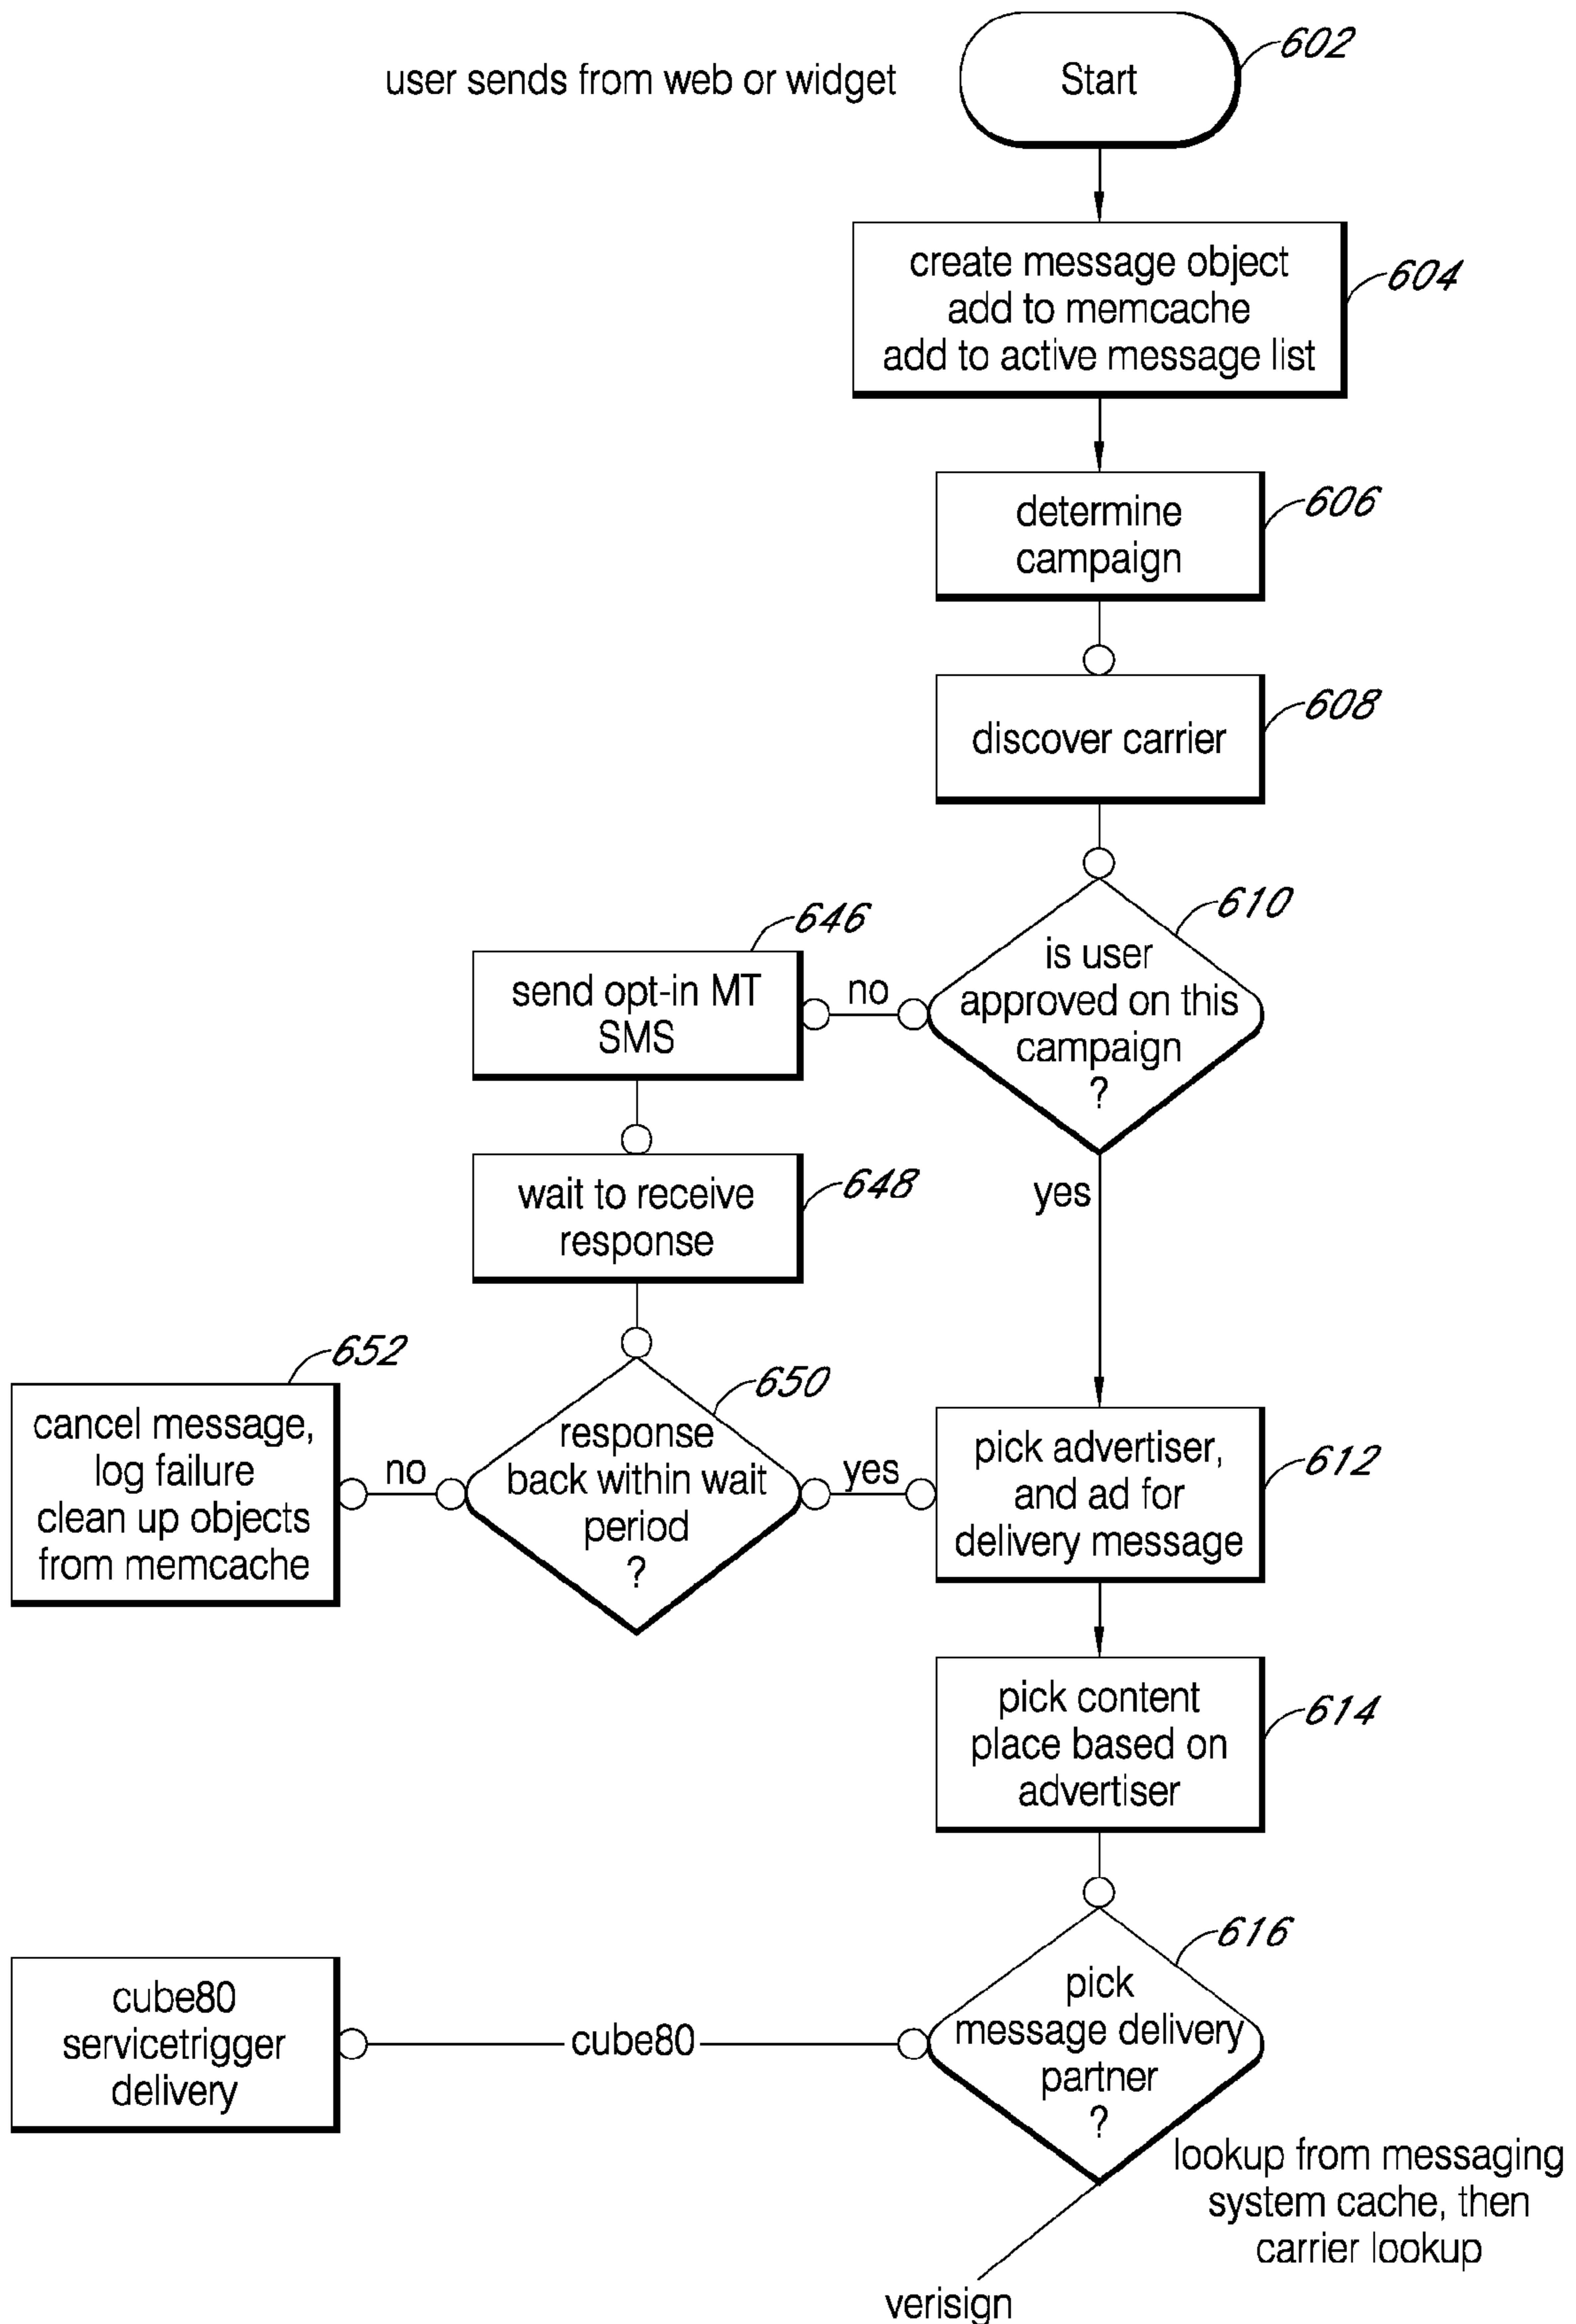 user sends from web or widget
Start
602
create message object
add to memcache
add to active message list
604
determine
campaign
606
discover carrier
608
is user
approved on this
campaign
?
610
no
send opt-in MT
SMS
646
yes
wait to receive
response
648
response
back within wait
period
?
650
no
cancel message,
log failure
clean up objects
from memcache
652
yes
pick advertiser,
and ad for
delivery message
612
pick content
place based on
advertiser
614
pick
message delivery
partner
?
616
cube80
cube80
servicetrigger
delivery
lookup from messaging
system cache, then
carrier lookup
verisign